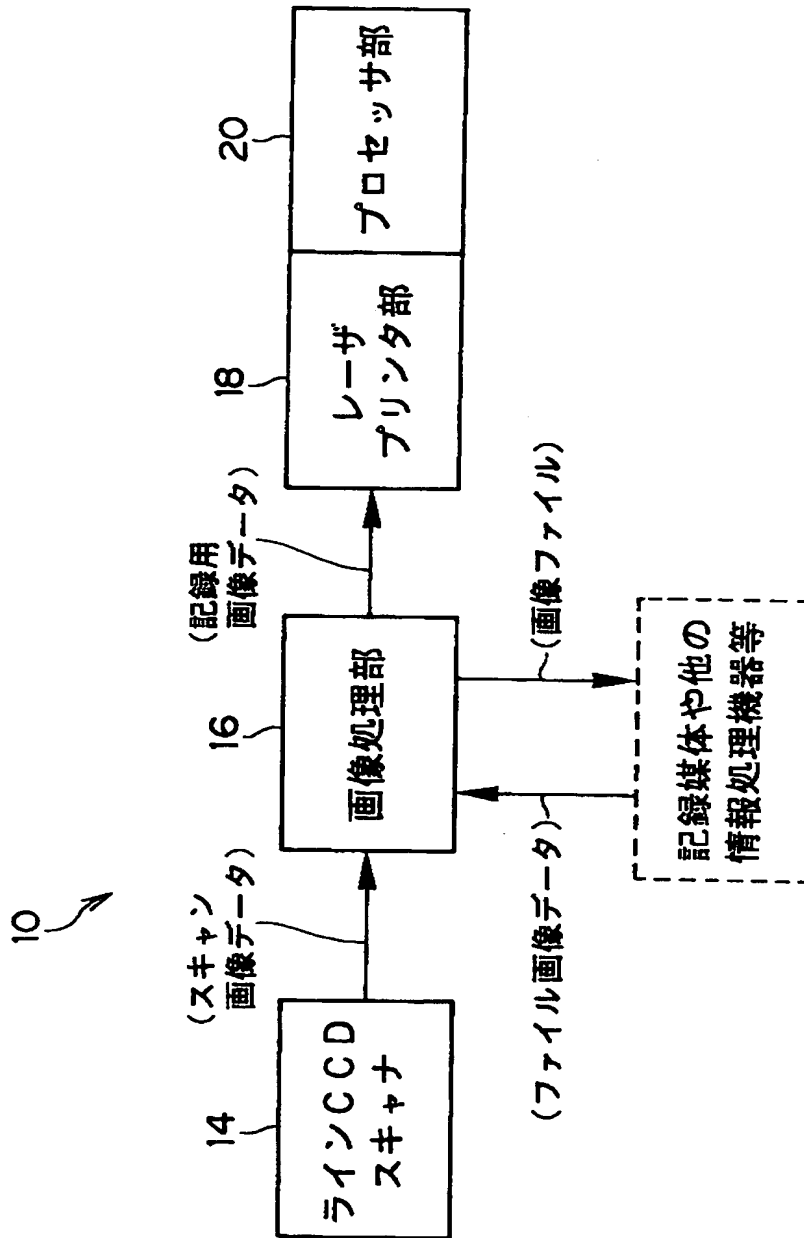 10
14
ラインCCD
スキャナ
(スキャン
画像データ)
16
画像処理部
(記録用
画像データ)
18
レーザ
プリンタ部
20
プロセッサ部
(ファイル画像データ)
(画像ファイル)
記録媒体や他の
情報処理機器等